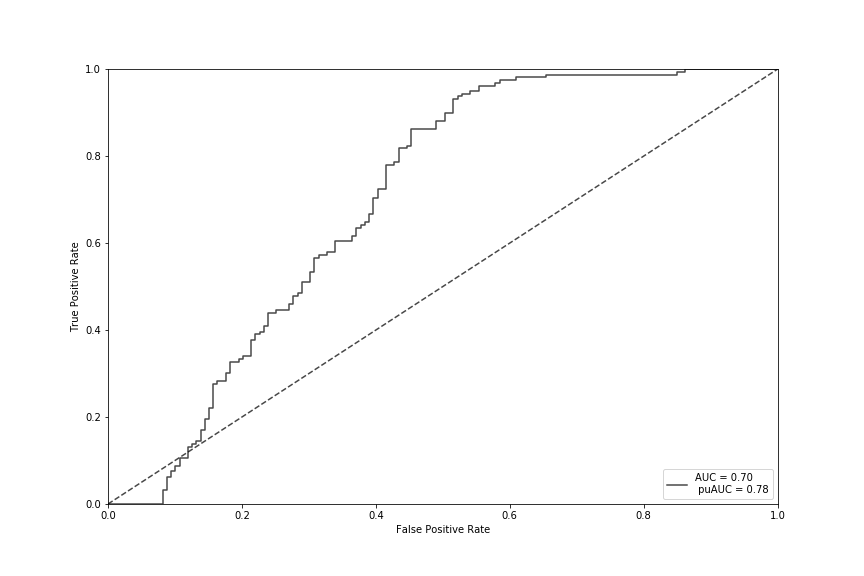 1.0
0.8
0.6
0.4
0.2
0.0
True Positive Rate
AUC = 0.70
puAUC = 0.78
0.0 0.2 0.4 0.6 0.8 1.0
False Positive Rate